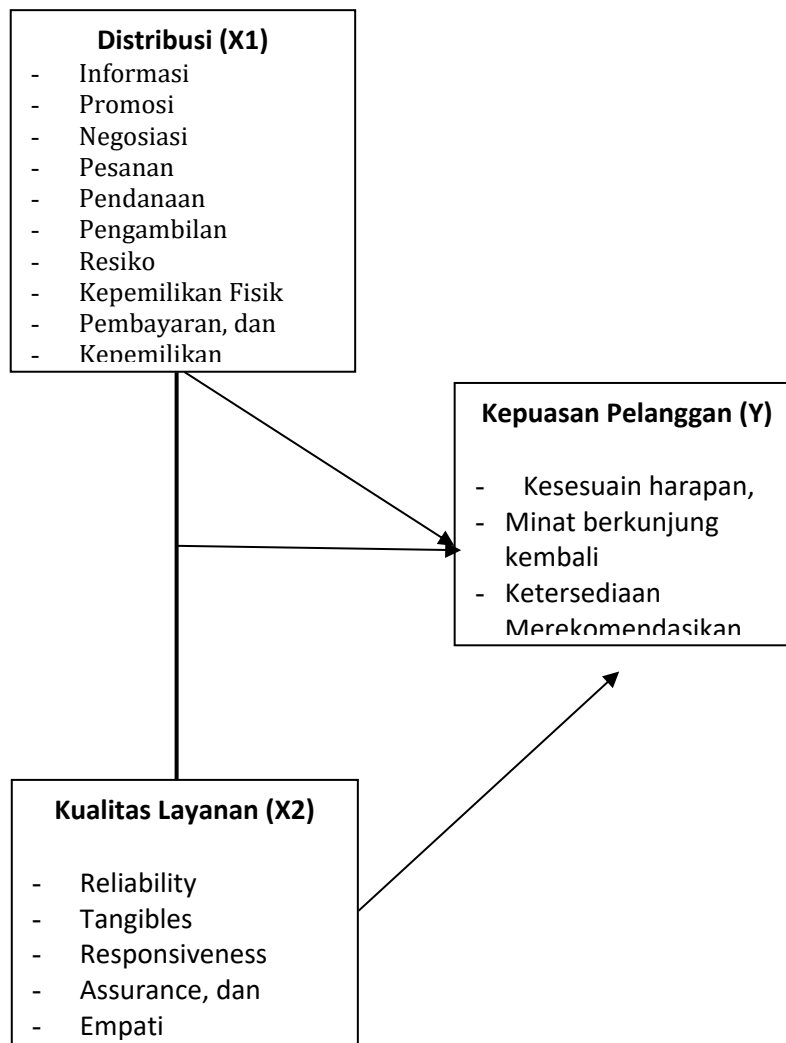 Distribusi (X1)
- Informasi
- Promosi
- Negosiasi
- Pesanan
- Pendanaan
- Pengambilan
- Resiko
- Kepemilikan Fisik
- Pembayaran, dan
- Kepemilikan
Kepuasan Pelanggan (Y)
- Kesesuain harapan,
- Minat berkunjung
kembali
- Ketersediaan
Merekomendasikan
Kualitas Layanan (X2)
- Reliability
- Tangibles
- Responsiveness
- Assurance, dan
- Empati